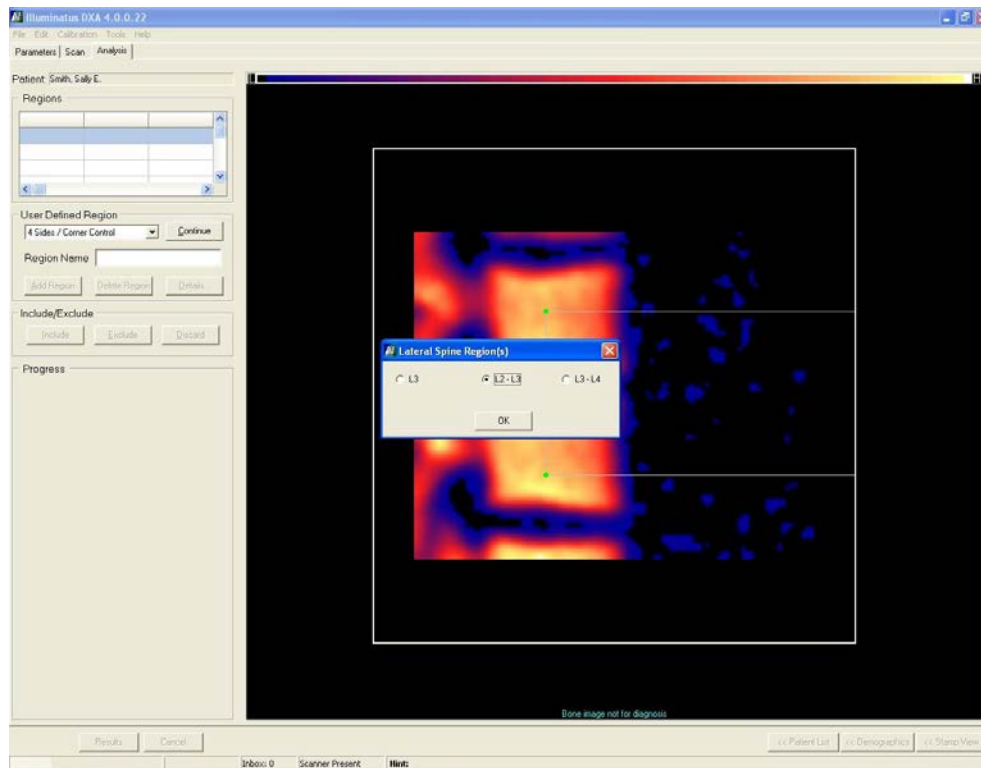 Illuminatus DXA 4.0.0.22
File Edit Calibration Tools Help
Parameters Scan Analysis
Patient Smith, Sally E.
Regions
User Defined Region
4 Sides / Corner Control Continue
Region Name
Add Region Delete Region Details
Include/Exclude
Include Exclude Discard
Progress
Lateral Spine Region(s)
L3 L2 - L3 L3 - L4
OK
Bone image not for diagnosis
Results Cancel << Patient List << Demographics << Stamp View
Inbox: 0 Scanner Present Hint: